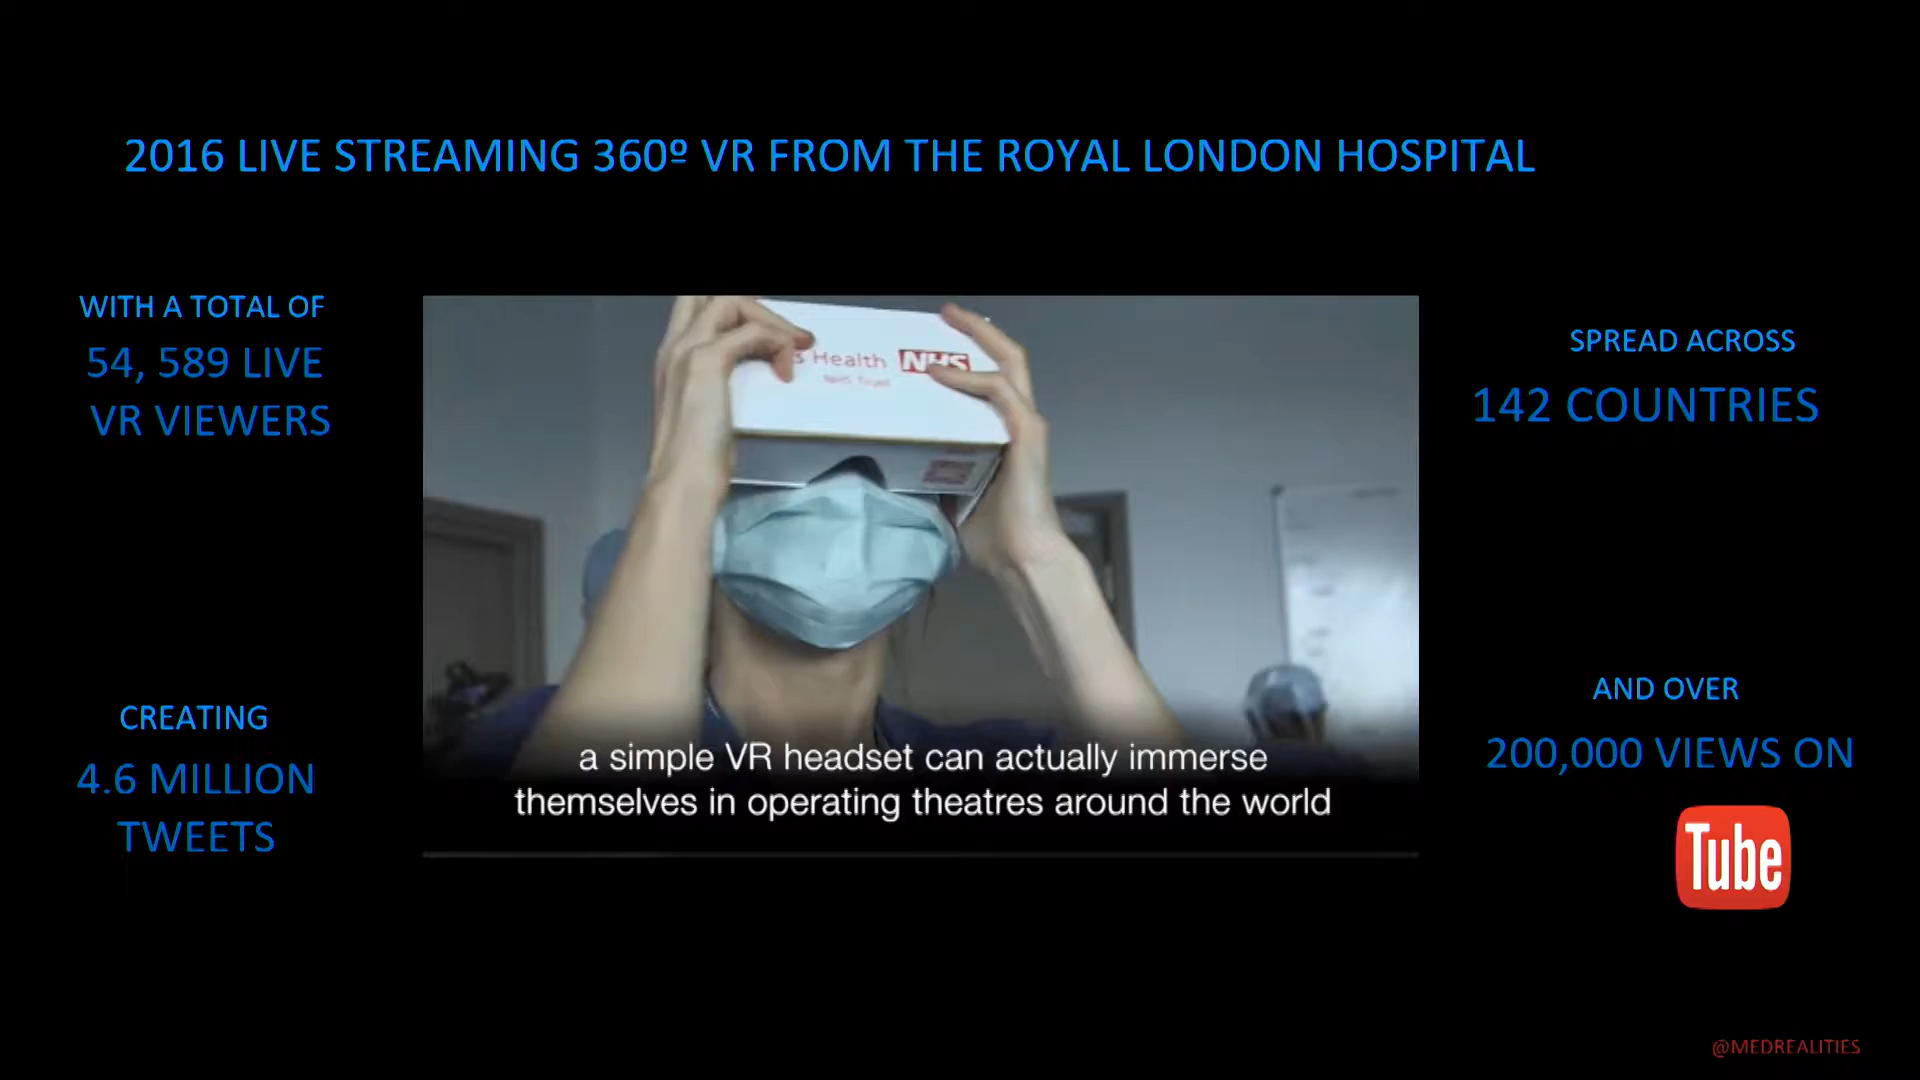 2016 LIVE STREAMING 360º VR FROM THE ROYAL LONDON HOSPITAL
WITH A TOTAL OF
54, 589 LIVE
VR VIEWERS
SPREAD ACROSS
142 COUNTRIES
Health NHS
NHS Trust
CREATING
4.6 MILLION
TWEETS
a simple VR headset can actually immerse
themselves in operating theatres around the world
AND OVER
200,000 VIEWS ON
Tube
@MEDREALITIES